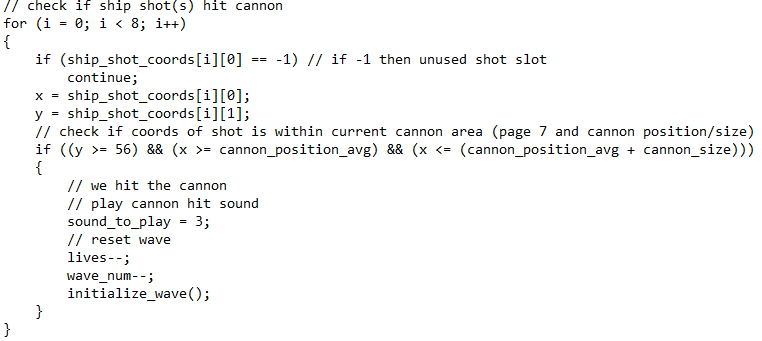 // check if ship shot(s) hit cannon
for (i = 0; i < 8; i++)
{
    if (ship_shot_coords[i][0] == -1) // if -1 then unused shot slot
        continue;
    x = ship_shot_coords[i][0];
    y = ship_shot_coords[i][1];
    // check if coords of shot is within current cannon area (page 7 and cannon position/size)
    if ((y >= 56) && (x >= cannon_position_avg) && (x <= (cannon_position_avg + cannon_size)))
    {
        // we hit the cannon
        // play cannon hit sound
        sound_to_play = 3;
        // reset wave
        lives--;
        wave_num--;
        initialize_wave();
    }
}